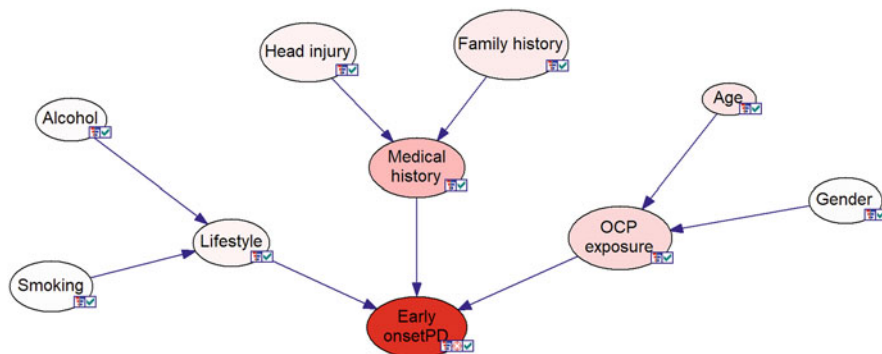 Head injury
Family history
Age
Alcohol
Medical
history
Gender
OCP
exposure
Lifestyle
Smoking
Early
onsetPD